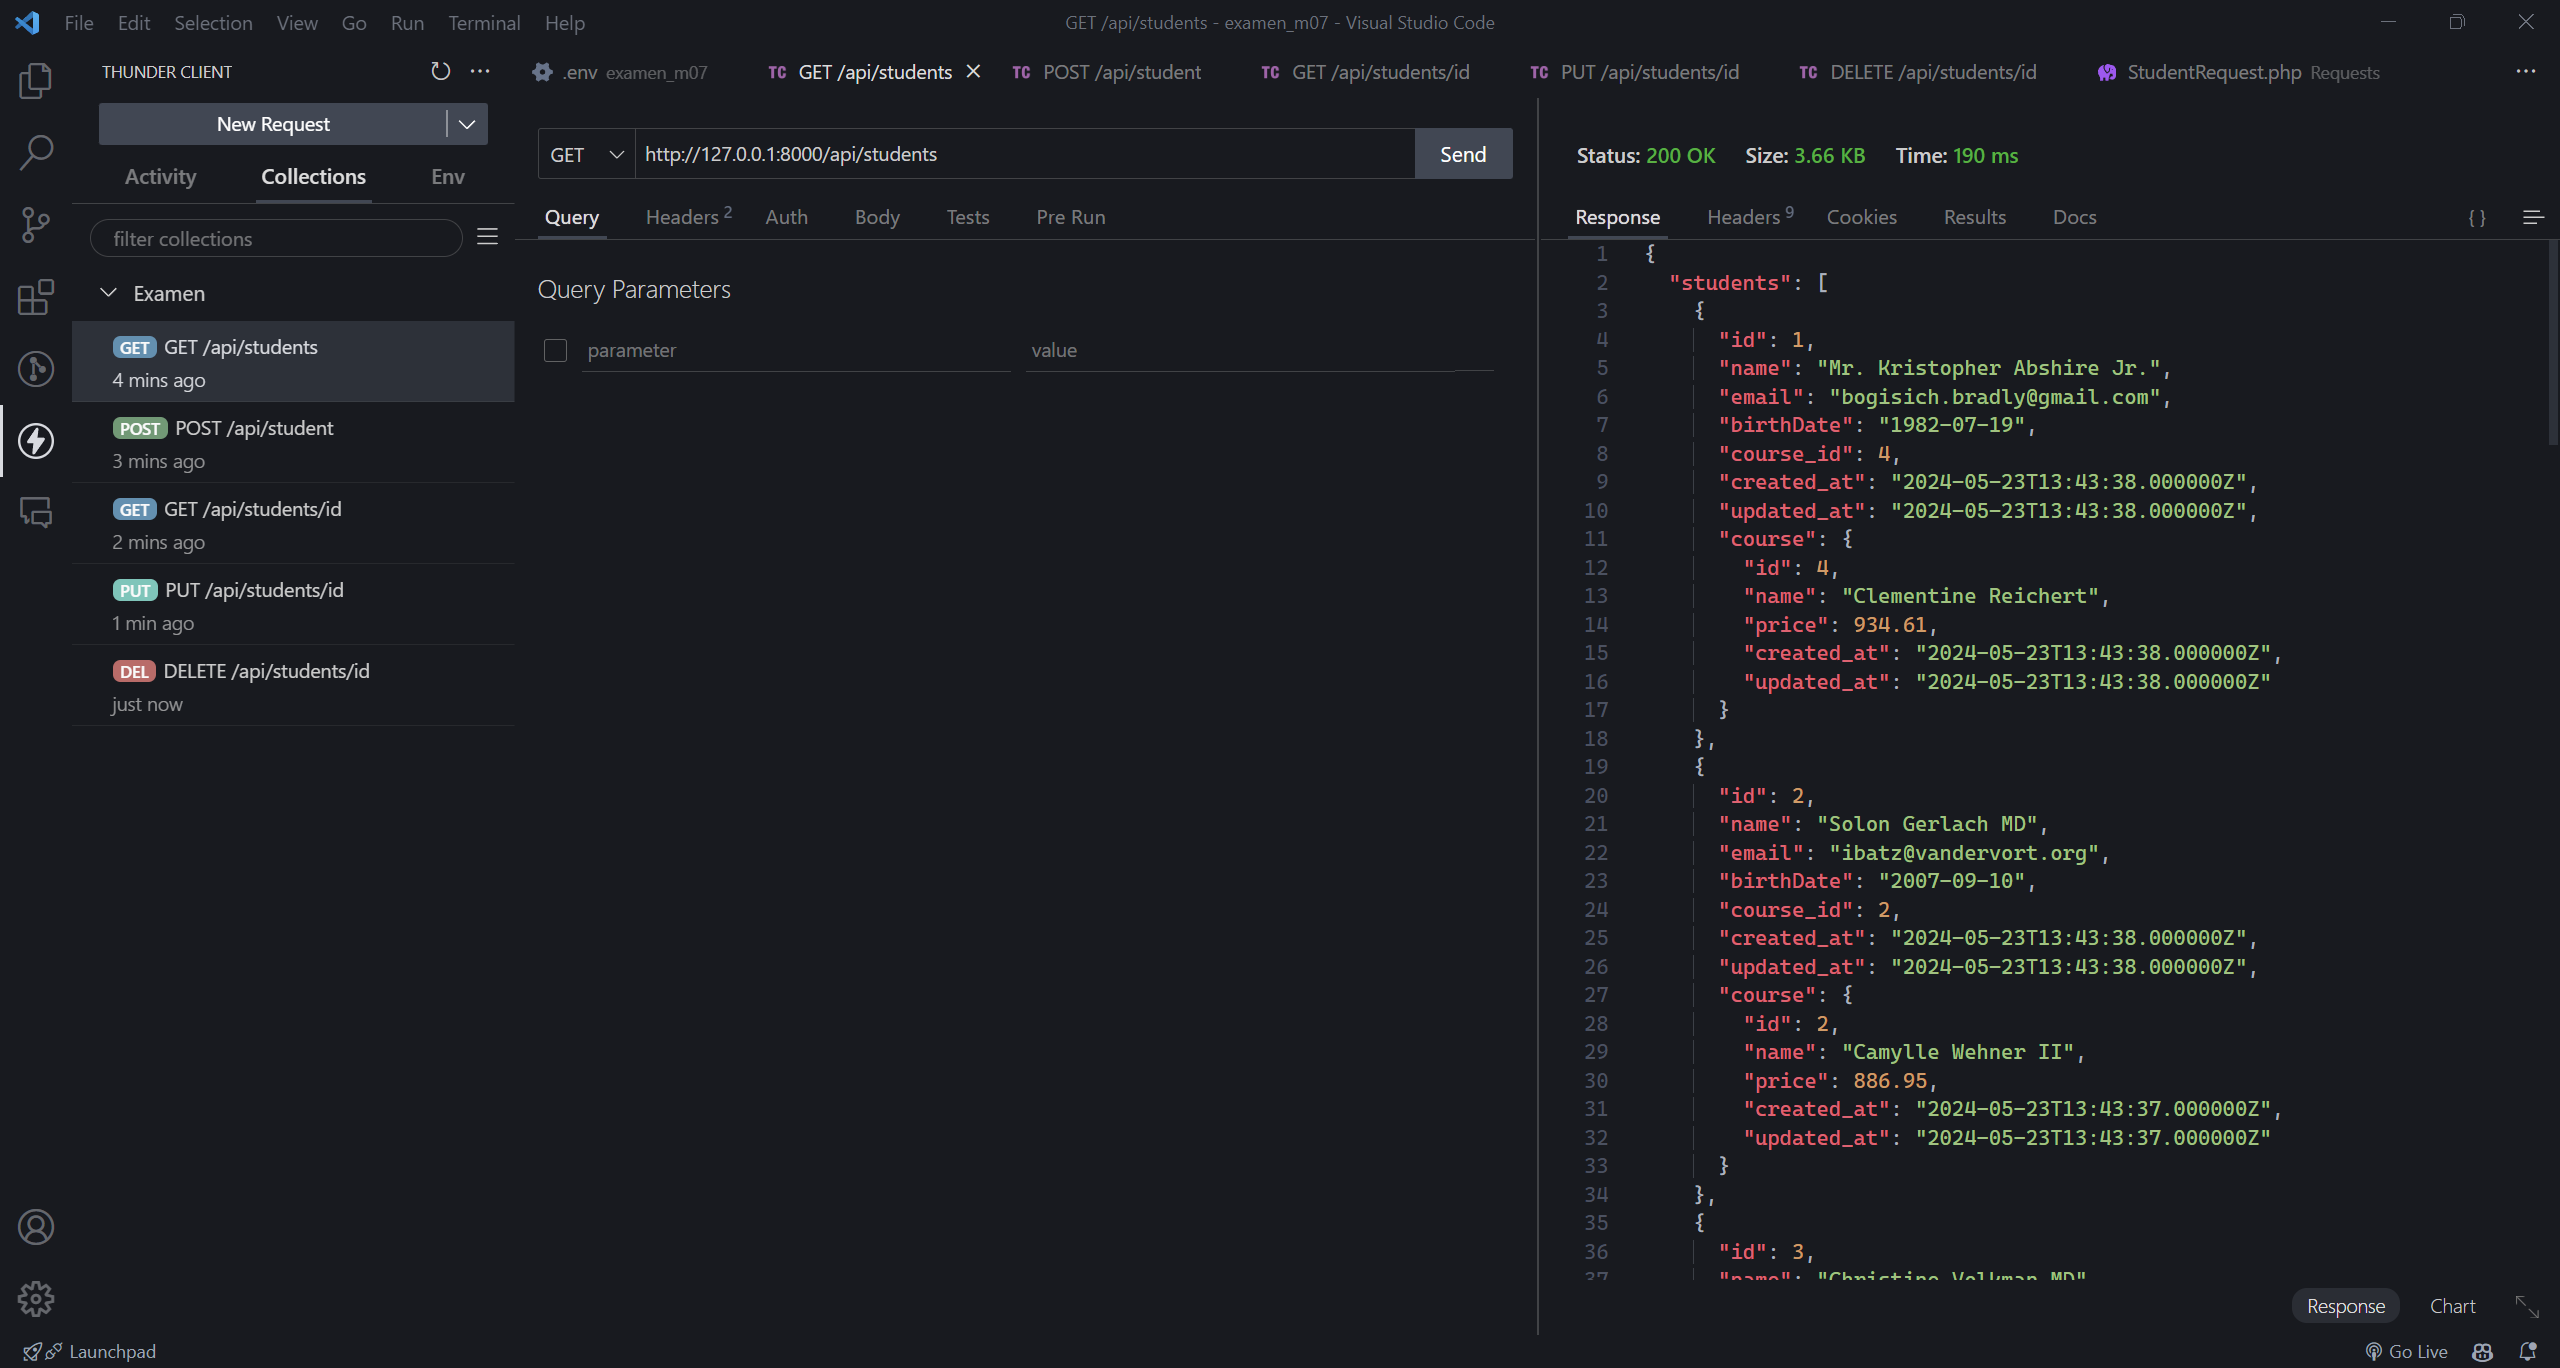 File Edit Selection View Go Run Terminal Help
GET /api/students - examen_m07 - Visual Studio Code
THUNDER CLIENT
.env examen_m07
TC GET /api/students
TC POST /api/student
TC GET /api/students/id
TC PUT /api/students/id
TC DELETE /api/students/id
StudentRequest.php Requests
New Request
Activity Collections Env
filter collections
Examen
GET GET /api/students
4 mins ago
POST POST /api/student
3 mins ago
GET GET /api/students/id
2 mins ago
PUT PUT /api/students/id
1 min ago
DEL DELETE /api/students/id
just now
GET http://127.0.0.1:8000/api/students Send
Query Headers 2 Auth Body Tests Pre Run
Query Parameters
parameter value
Status: 200 OK Size: 3.66 KB Time: 190 ms
Response Headers 9 Cookies Results Docs { }
1 {
2 "students": [
3 {
4 "id": 1,
5 "name": "Mr. Kristopher Abshire Jr.",
6 "email": "bogisich.bradly@gmail.com",
7 "birthDate": "1982-07-19",
8 "course_id": 4,
9 "created_at": "2024-05-23T13:43:38.000000Z",
10 "updated_at": "2024-05-23T13:43:38.000000Z",
11 "course": {
12 "id": 4,
13 "name": "Clementine Reichert",
14 "price": 934.61,
15 "created_at": "2024-05-23T13:43:38.000000Z",
16 "updated_at": "2024-05-23T13:43:38.000000Z"
17 }
18 },
19 {
20 "id": 2,
21 "name": "Solon Gerlach MD",
22 "email": "ibatz@vandervort.org",
23 "birthDate": "2007-09-10",
24 "course_id": 2,
25 "created_at": "2024-05-23T13:43:38.000000Z",
26 "updated_at": "2024-05-23T13:43:38.000000Z",
27 "course": {
28 "id": 2,
29 "name": "Camylle Wehner II",
30 "price": 886.95,
31 "created_at": "2024-05-23T13:43:37.000000Z",
32 "updated_at": "2024-05-23T13:43:37.000000Z"
33 }
34 },
35 {
36 "id": 3,
37 "name": "Christine Volkman MD"
Response Chart
Launchpad
Go Live